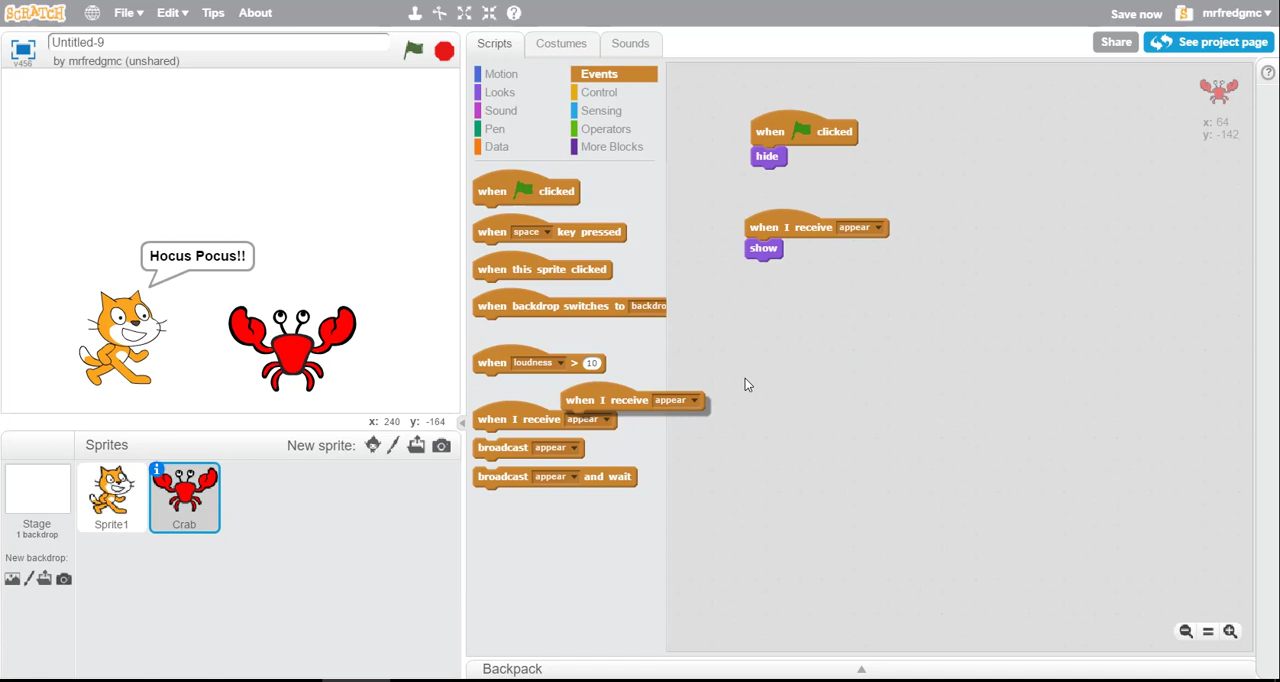 SCRATCH File▾ Edit▾ Tips About Save now mrfredgmc▾
v456 Untitled-9
by mrfredgmc (unshared)
Scripts Costumes Sounds Share See project page
Motion Events
Looks Control
Sound Sensing
Pen Operators
Data More Blocks
when clicked
when space key pressed
when this sprite clicked
when backdrop switches to backdro
when loudness > 10
when I receive appear
when I receive appear
broadcast appear
broadcast appear and wait
when clicked
hide
when I receive appear
show
x: 64
y: -142
Hocus Pocus!!
x: 240 y: -164
Sprites New sprite:
Stage
1 backdrop
New backdrop:
Sprite1 Crab
Backpack